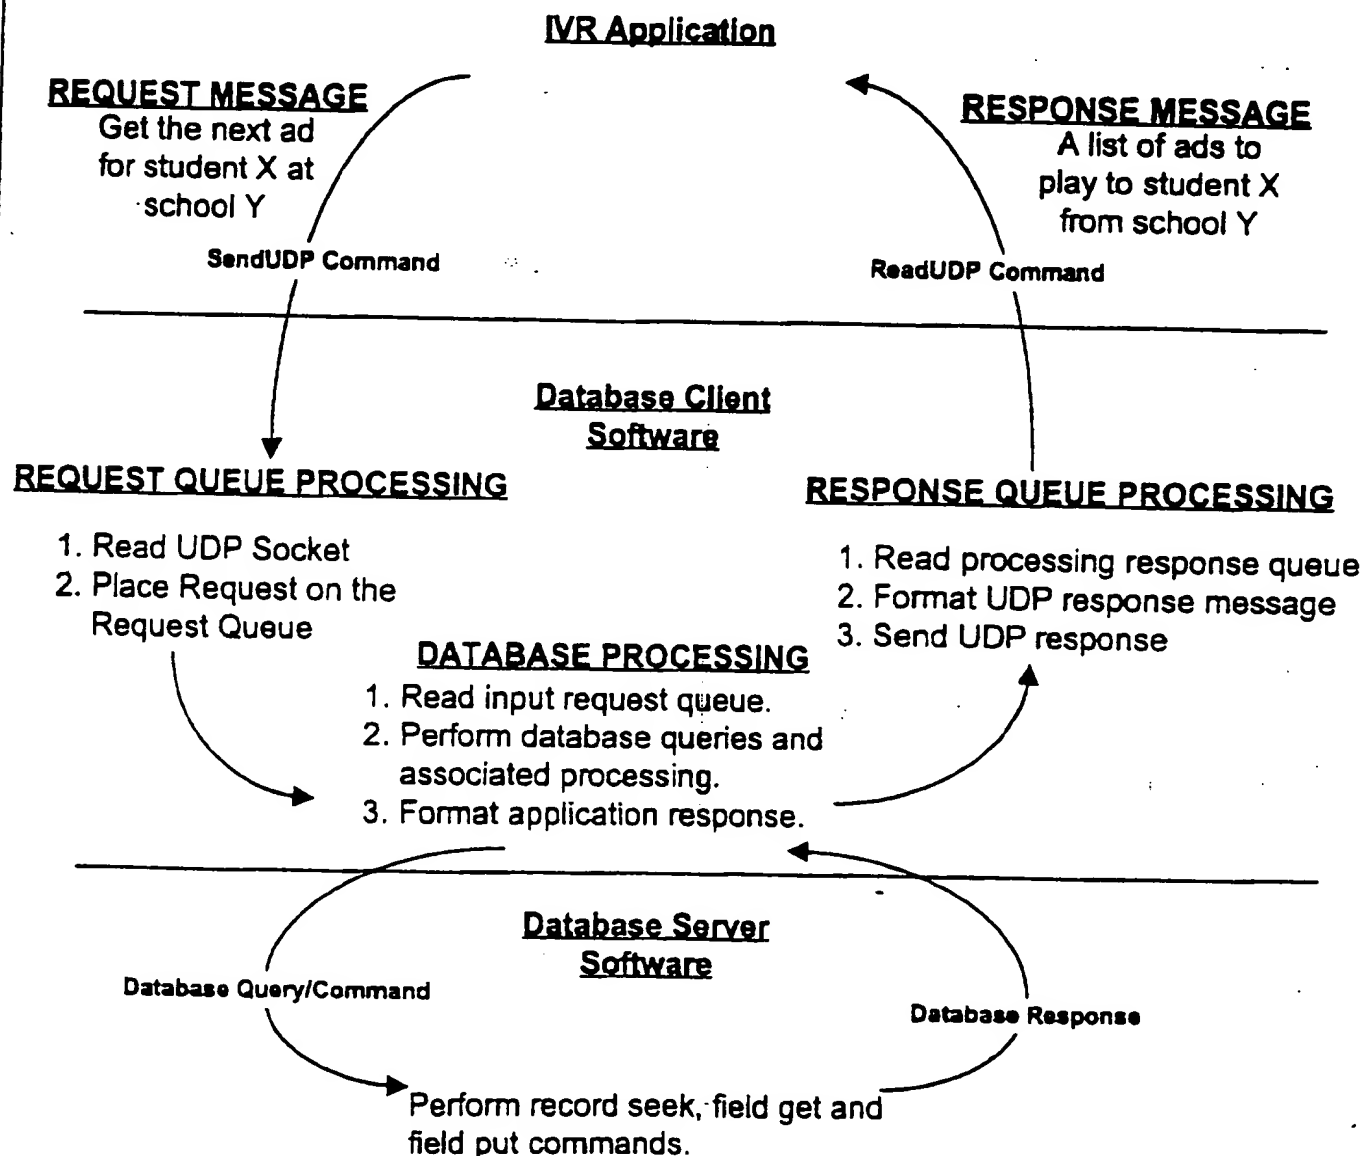 IVR Application
REQUEST MESSAGE
Get the next ad
for student X at
school Y
RESPONSE MESSAGE
A list of ads to
play to student X
from school Y
SendUDP Command
ReadUDP Command
Database Client
Software
REQUEST QUEUE PROCESSING
1. Read UDP Socket
2. Place Request on the
Request Queue
RESPONSE QUEUE PROCESSING
1. Read processing response queue
2. Format UDP response message
3. Send UDP response
DATABASE PROCESSING
1. Read input request queue.
2. Perform database queries and
associated processing.
3. Format application response.
Database Server
Software
Database Query/Command
Database Response
Perform record seek, field get and
field put commands.